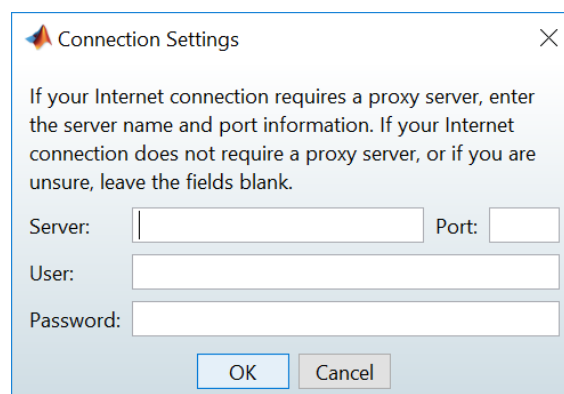 Connection Settings
If your Internet connection requires a proxy server, enter
the server name and port information. If your Internet
connection does not require a proxy server, or if you are
unsure, leave the fields blank.
Server: Port:
User:
Password:
OK Cancel